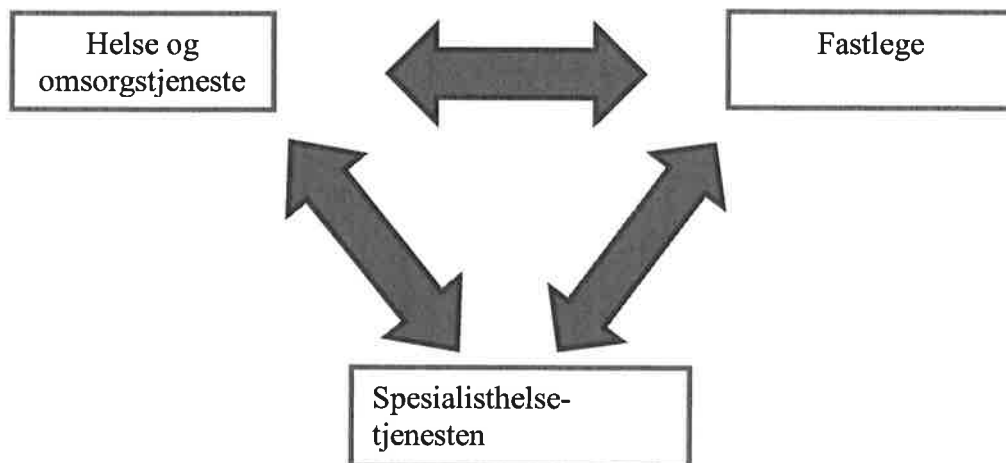 Helse og
omsorgstjeneste
Fastlege
Spesialisthelse-
tjenesten